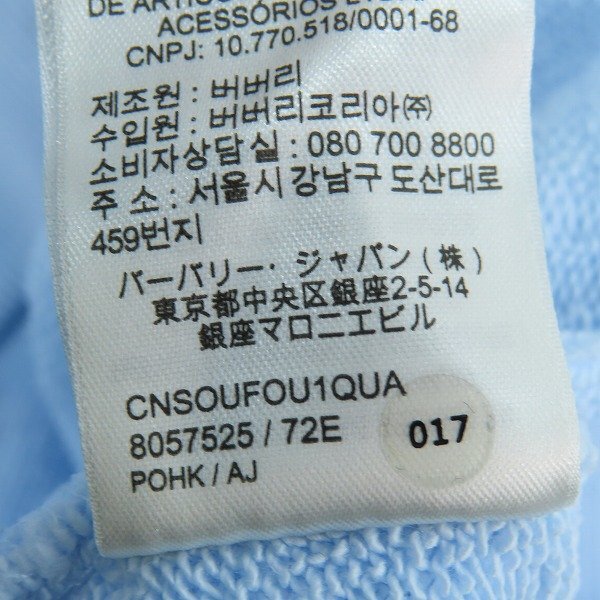 DE ARTIGOS
ACESSÓRIOS LTDA.
CNPJ: 10.770.518/0001-68
제조원 : 버버리
수입원 : 버버리코리아㈜
소비자상담실 : 080 700 8800
주 소 : 서울시 강남구 도산대로
459번지
バーバリー・ジャパン(株)
東京都中央区銀座2-5-14
銀座マロニエビル
CNSOUFOU1QUA
8057525 / 72E
017
POHK / AJ